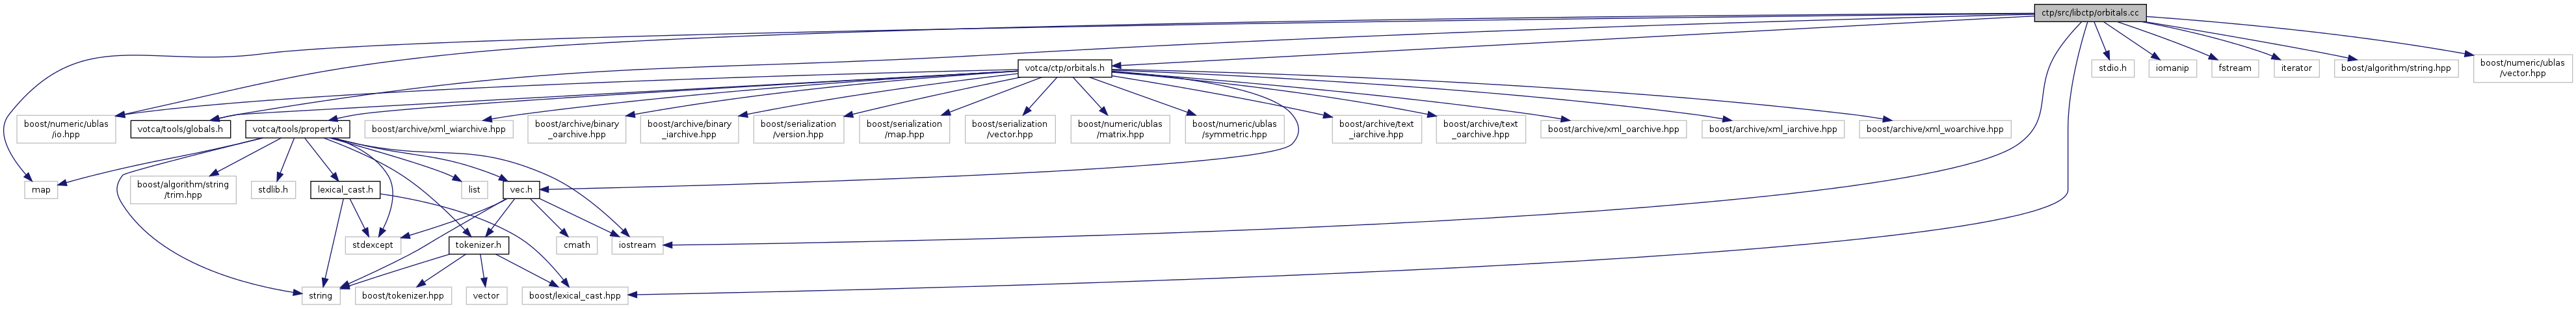 ctp/src/libctp/orbitals.cc
votca/ctp/orbitals.h
stdio.h
iomanip
fstream
iterator
boost/algorithm/string.hpp
boost/numeric/ublas
/vector.hpp
boost/numeric/ublas
/io.hpp
votca/tools/globals.h
votca/tools/property.h
boost/archive/xml_wiarchive.hpp
boost/archive/binary
_oarchive.hpp
boost/archive/binary
_iarchive.hpp
boost/serialization
/version.hpp
boost/serialization
/map.hpp
boost/serialization
/vector.hpp
boost/numeric/ublas
/matrix.hpp
boost/numeric/ublas
/symmetric.hpp
boost/archive/text
_iarchive.hpp
boost/archive/text
_oarchive.hpp
boost/archive/xml_oarchive.hpp
boost/archive/xml_iarchive.hpp
boost/archive/xml_woarchive.hpp
map
boost/algorithm/string
/trim.hpp
stdlib.h
lexical_cast.h
list
vec.h
stdexcept
tokenizer.h
cmath
iostream
string
boost/tokenizer.hpp
vector
boost/lexical_cast.hpp